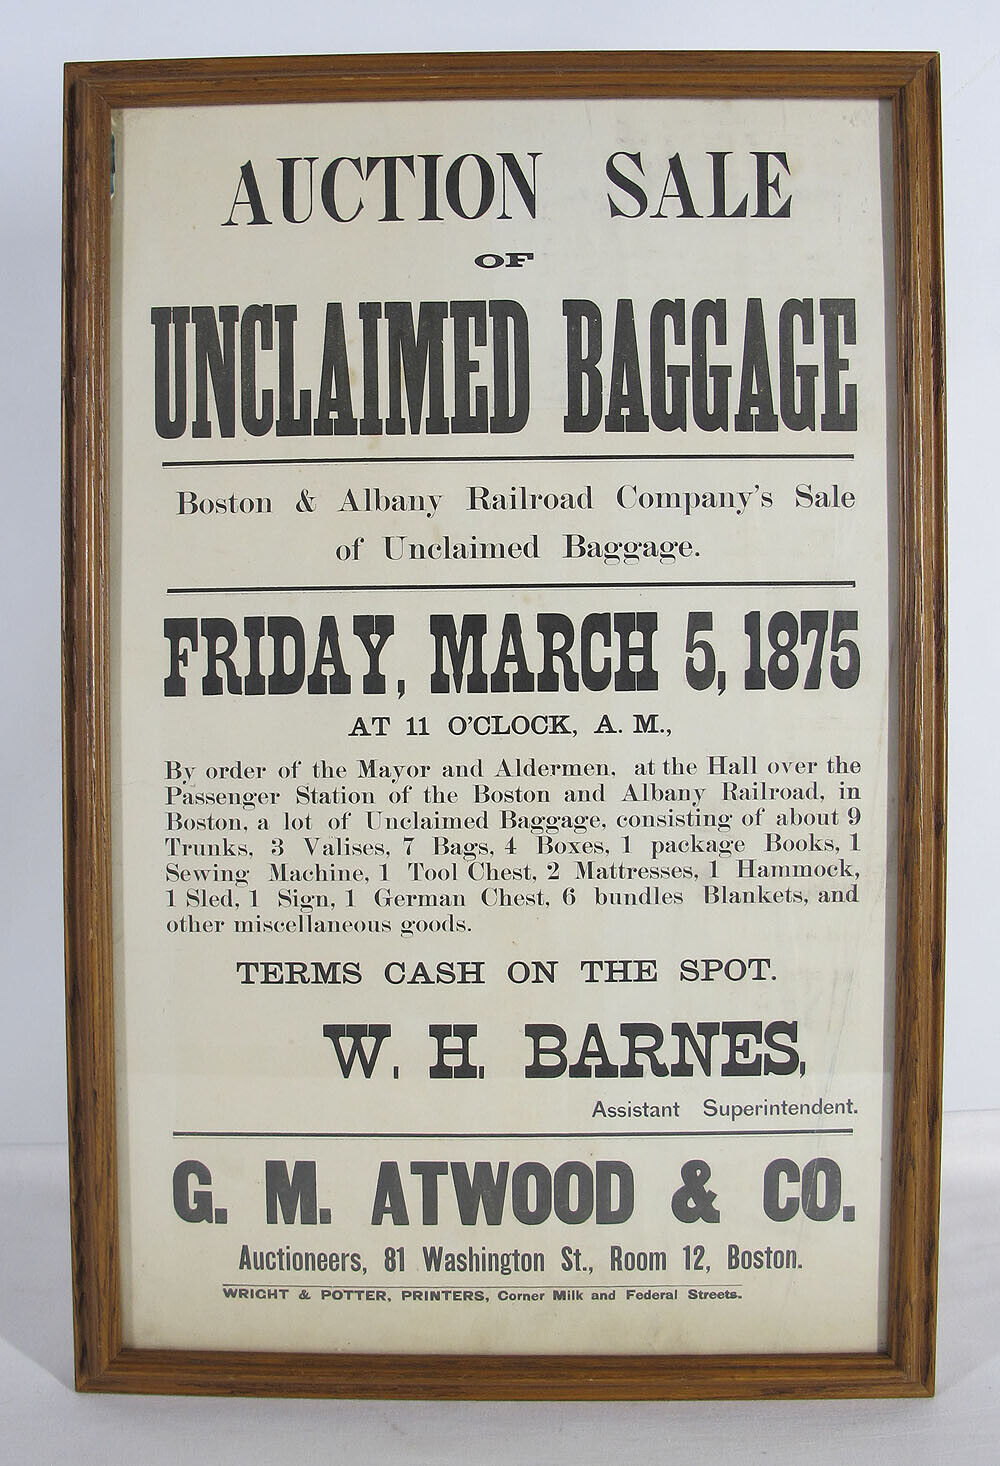 AUCTION SALE
OF
UNCLAIMED BAGGAGE
Boston & Albany Railroad Company's Sale
of Unclaimed Baggage.
FRIDAY, MARCH 5, 1875
AT 11 O'CLOCK, A. M.,
By order of the Mayor and Aldermen, at the Hall over the
Passenger Station of the Boston and Albany Railroad, in
Boston, a lot of Unclaimed Baggage, consisting of about 9
Trunks, 3 Valises, 7 Bags, 4 Boxes, 1 package Books, 1
Sewing Machine, 1 Tool Chest, 2 Mattresses, 1 Hammock,
1 Sled, 1 Sign, 1 German Chest, 6 bundles Blankets, and
other miscellaneous goods.
TERMS CASH ON THE SPOT.
W. H. BARNES,
Assistant Superintendent.
G. M. ATWOOD & CO.
Auctioneers, 81 Washington St., Room 12, Boston.
WRIGHT & POTTER, PRINTERS, Corner Milk and Federal Streets.